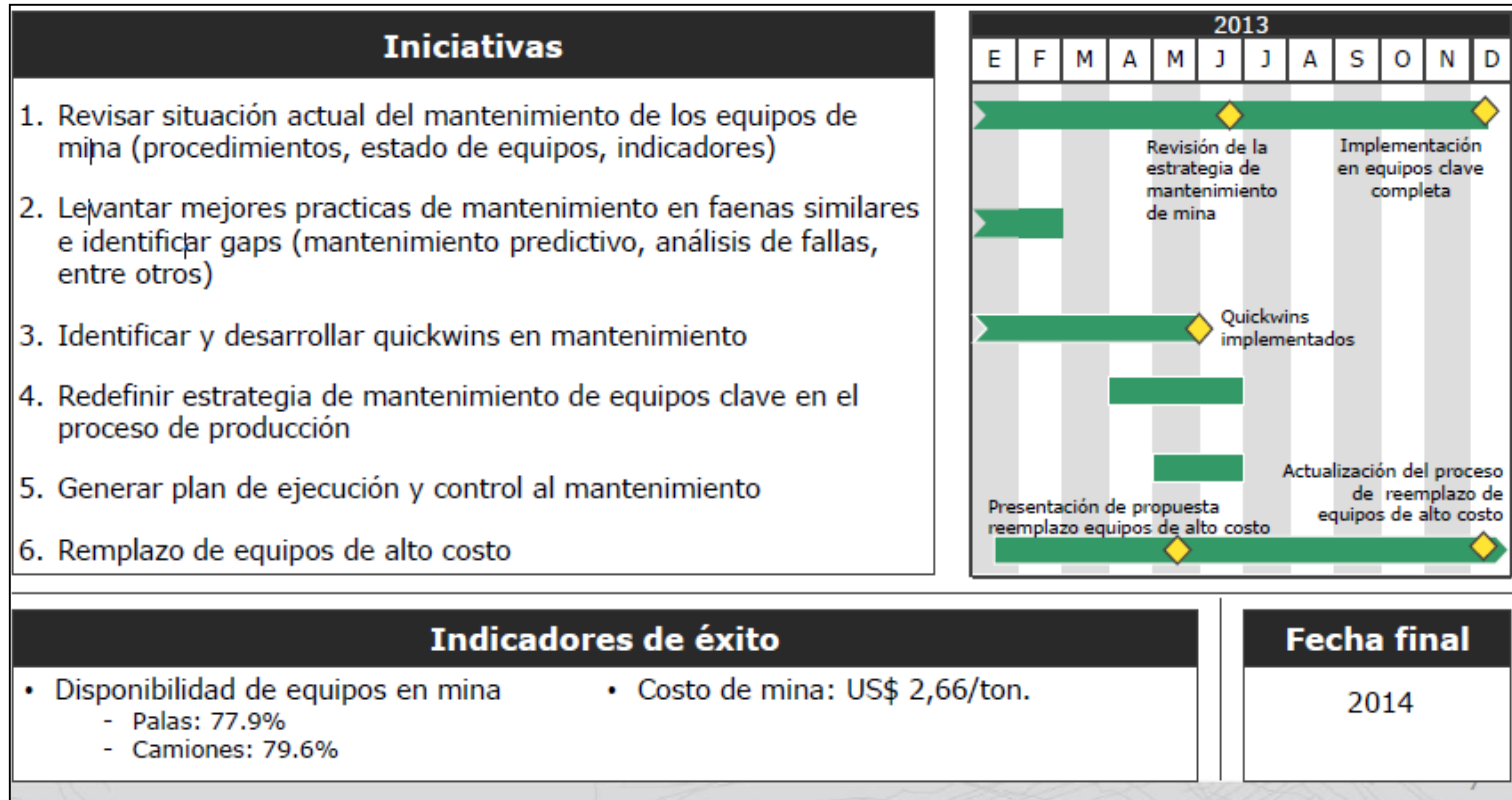 Iniciativas
1. Revisar situación actual del mantenimiento de los equipos de
mina (procedimientos, estado de equipos, indicadores)
2. Levantar mejores practicas de mantenimiento en faenas similares
e identificar gaps (mantenimiento predictivo, análisis de fallas,
entre otros)
3. Identificar y desarrollar quickwins en mantenimiento
4. Redefinir estrategia de mantenimiento de equipos clave en el
proceso de producción
5. Generar plan de ejecución y control al mantenimiento
6. Remplazo de equipos de alto costo
2013
E F M A M J J A S O N D
Revisión de la
estrategia de
mantenimiento
de mina
Implementación
en equipos clave
completa
Quickwins
implementados
Presentación de propuesta
reemplazo equipos de alto costo
Actualización del proceso
de reemplazo de
equipos de alto costo
Indicadores de éxito
• Disponibilidad de equipos en mina
- Palas: 77.9%
- Camiones: 79.6%
• Costo de mina: US$ 2,66/ton.
Fecha final
2014